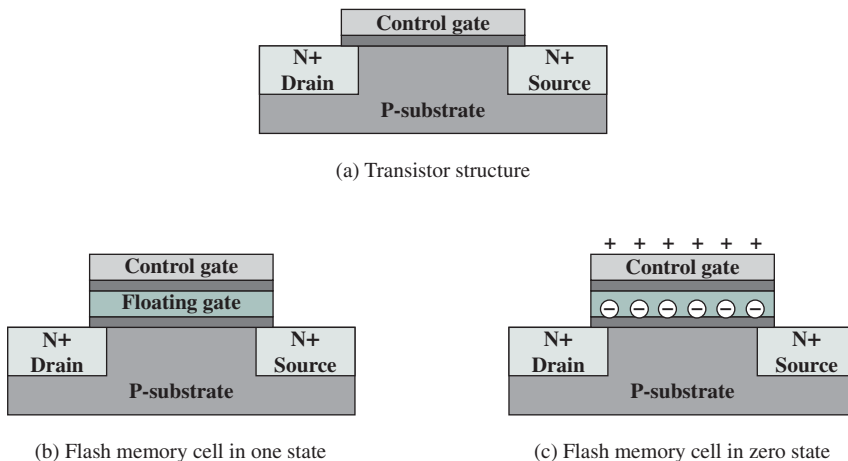 Control gate
N+
Drain
N+
Source
P-substrate
(a) Transistor structure
Control gate
Floating gate
N+
Drain
N+
Source
P-substrate
(b) Flash memory cell in one state
+ + + + + +
Control gate
− − − − − −
N+
Drain
N+
Source
P-substrate
(c) Flash memory cell in zero state